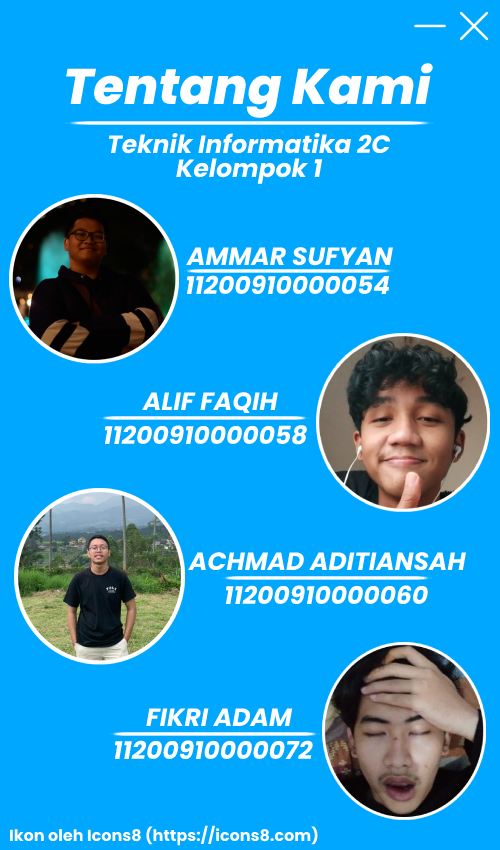 Tentang Kami
Teknik Informatika 2C
Kelompok 1
AMMAR SUFYAN
11200910000054
ALIF FAQIH
11200910000058
ACHMAD ADITIANSAH
11200910000060
FIKRI ADAM
11200910000072
Ikon oleh Icons8 (https://icons8.com)